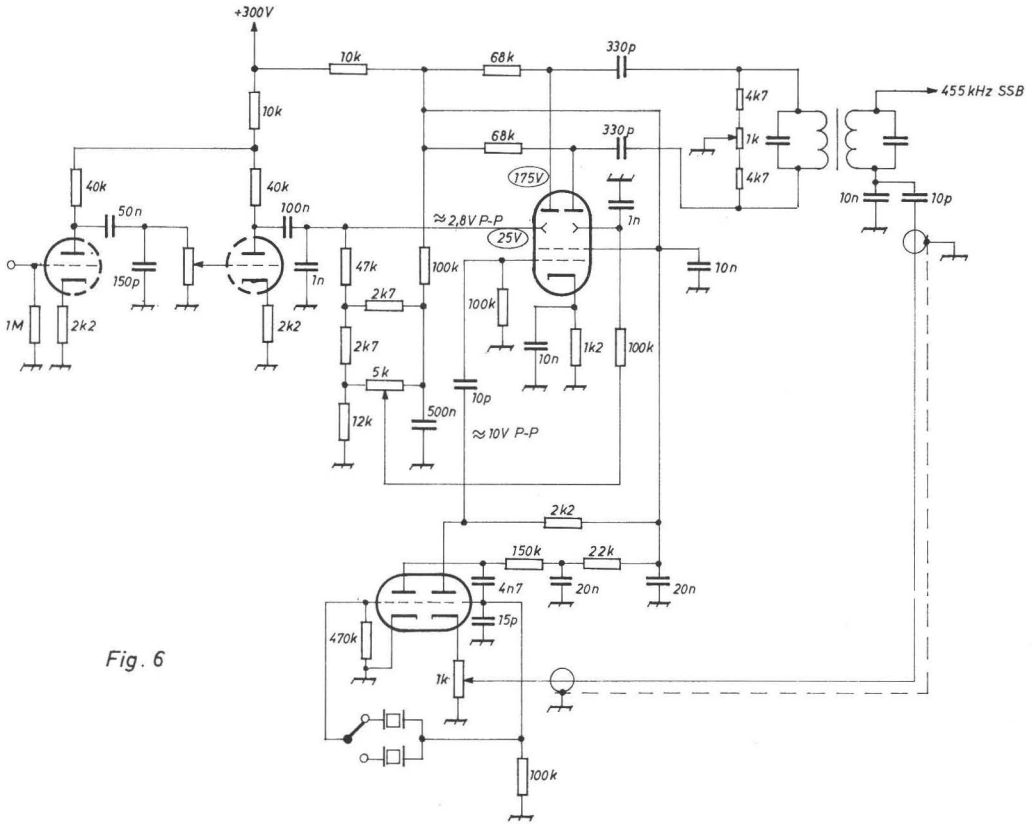 +300V
10k
68k
330p
10k
4k7
455kHz SSB
1k
68k
330p
4k7
10n
10p
40k
50n
40k
100n
175V
≈ 2,8V P-P
25V
1n
150p
1n
47k
100k
10n
2k7
100k
1M
2k2
2k2
2k7
10n
1k2
100k
5k
10p
500n
12k
≈ 10V P-P
2k2
150k
22k
4n7
20n
20n
15p
470k
Fig. 6
1k
100k